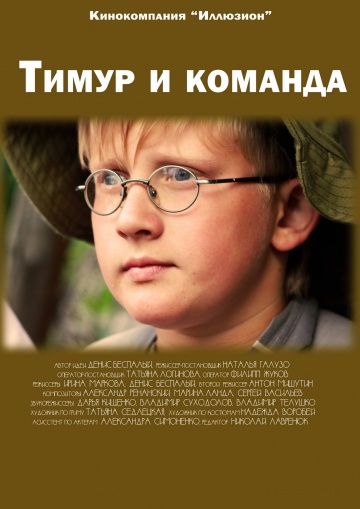 Кинокомпания “Иллюзион”
Тимур и команда
АВТОР ИДЕИ ДЕНИС БЕСПАЛЫЙ, РЕЖИССЕР-ПОСТАНОВЩИК НАТАЛЬЯ ГАЛУЗО
ОПЕРАТОР-ПОСТАНОВЩИК ТАТЬЯНА ЛОГИНОВА, ОПЕРАТОР ФИЛИПП ЖУКОВ
РЕЖИССЕРЫ ИРИНА МАРКОВА, ДЕНИС БЕСПАЛЫЙ, ВТОРОЙ РЕЖИССЕР АНТОН МИШУТИН
КОМПОЗИТОРЫ АЛЕКСАНДР РЕНАНСКИЙ, МАРИНА ЛАНДА, СЕРГЕЙ ВАСИЛЬЕВ
ЗВУКОРЕЖИССЕРЫ ДАРЬЯ КИЩЕНКО, ВЛАДИМИР СУХОДОЛОВ, ВЛАДИМИР ТЕЛУШКО
ХУДОЖНИК ПО ГРИМУ ТАТЬЯНА СЕДЛЕЦКАЯ, ХУДОЖНИК ПО КОСТЮМАМ НАДЕЖДА ВОРОБЕЙ
АССИСТЕНТ ПО АКТЕРАМ АЛЕКСАНДРА СИМОНЕНКО, РЕДАКТОР НИКОЛАЙ ЛАВРЕНЮК